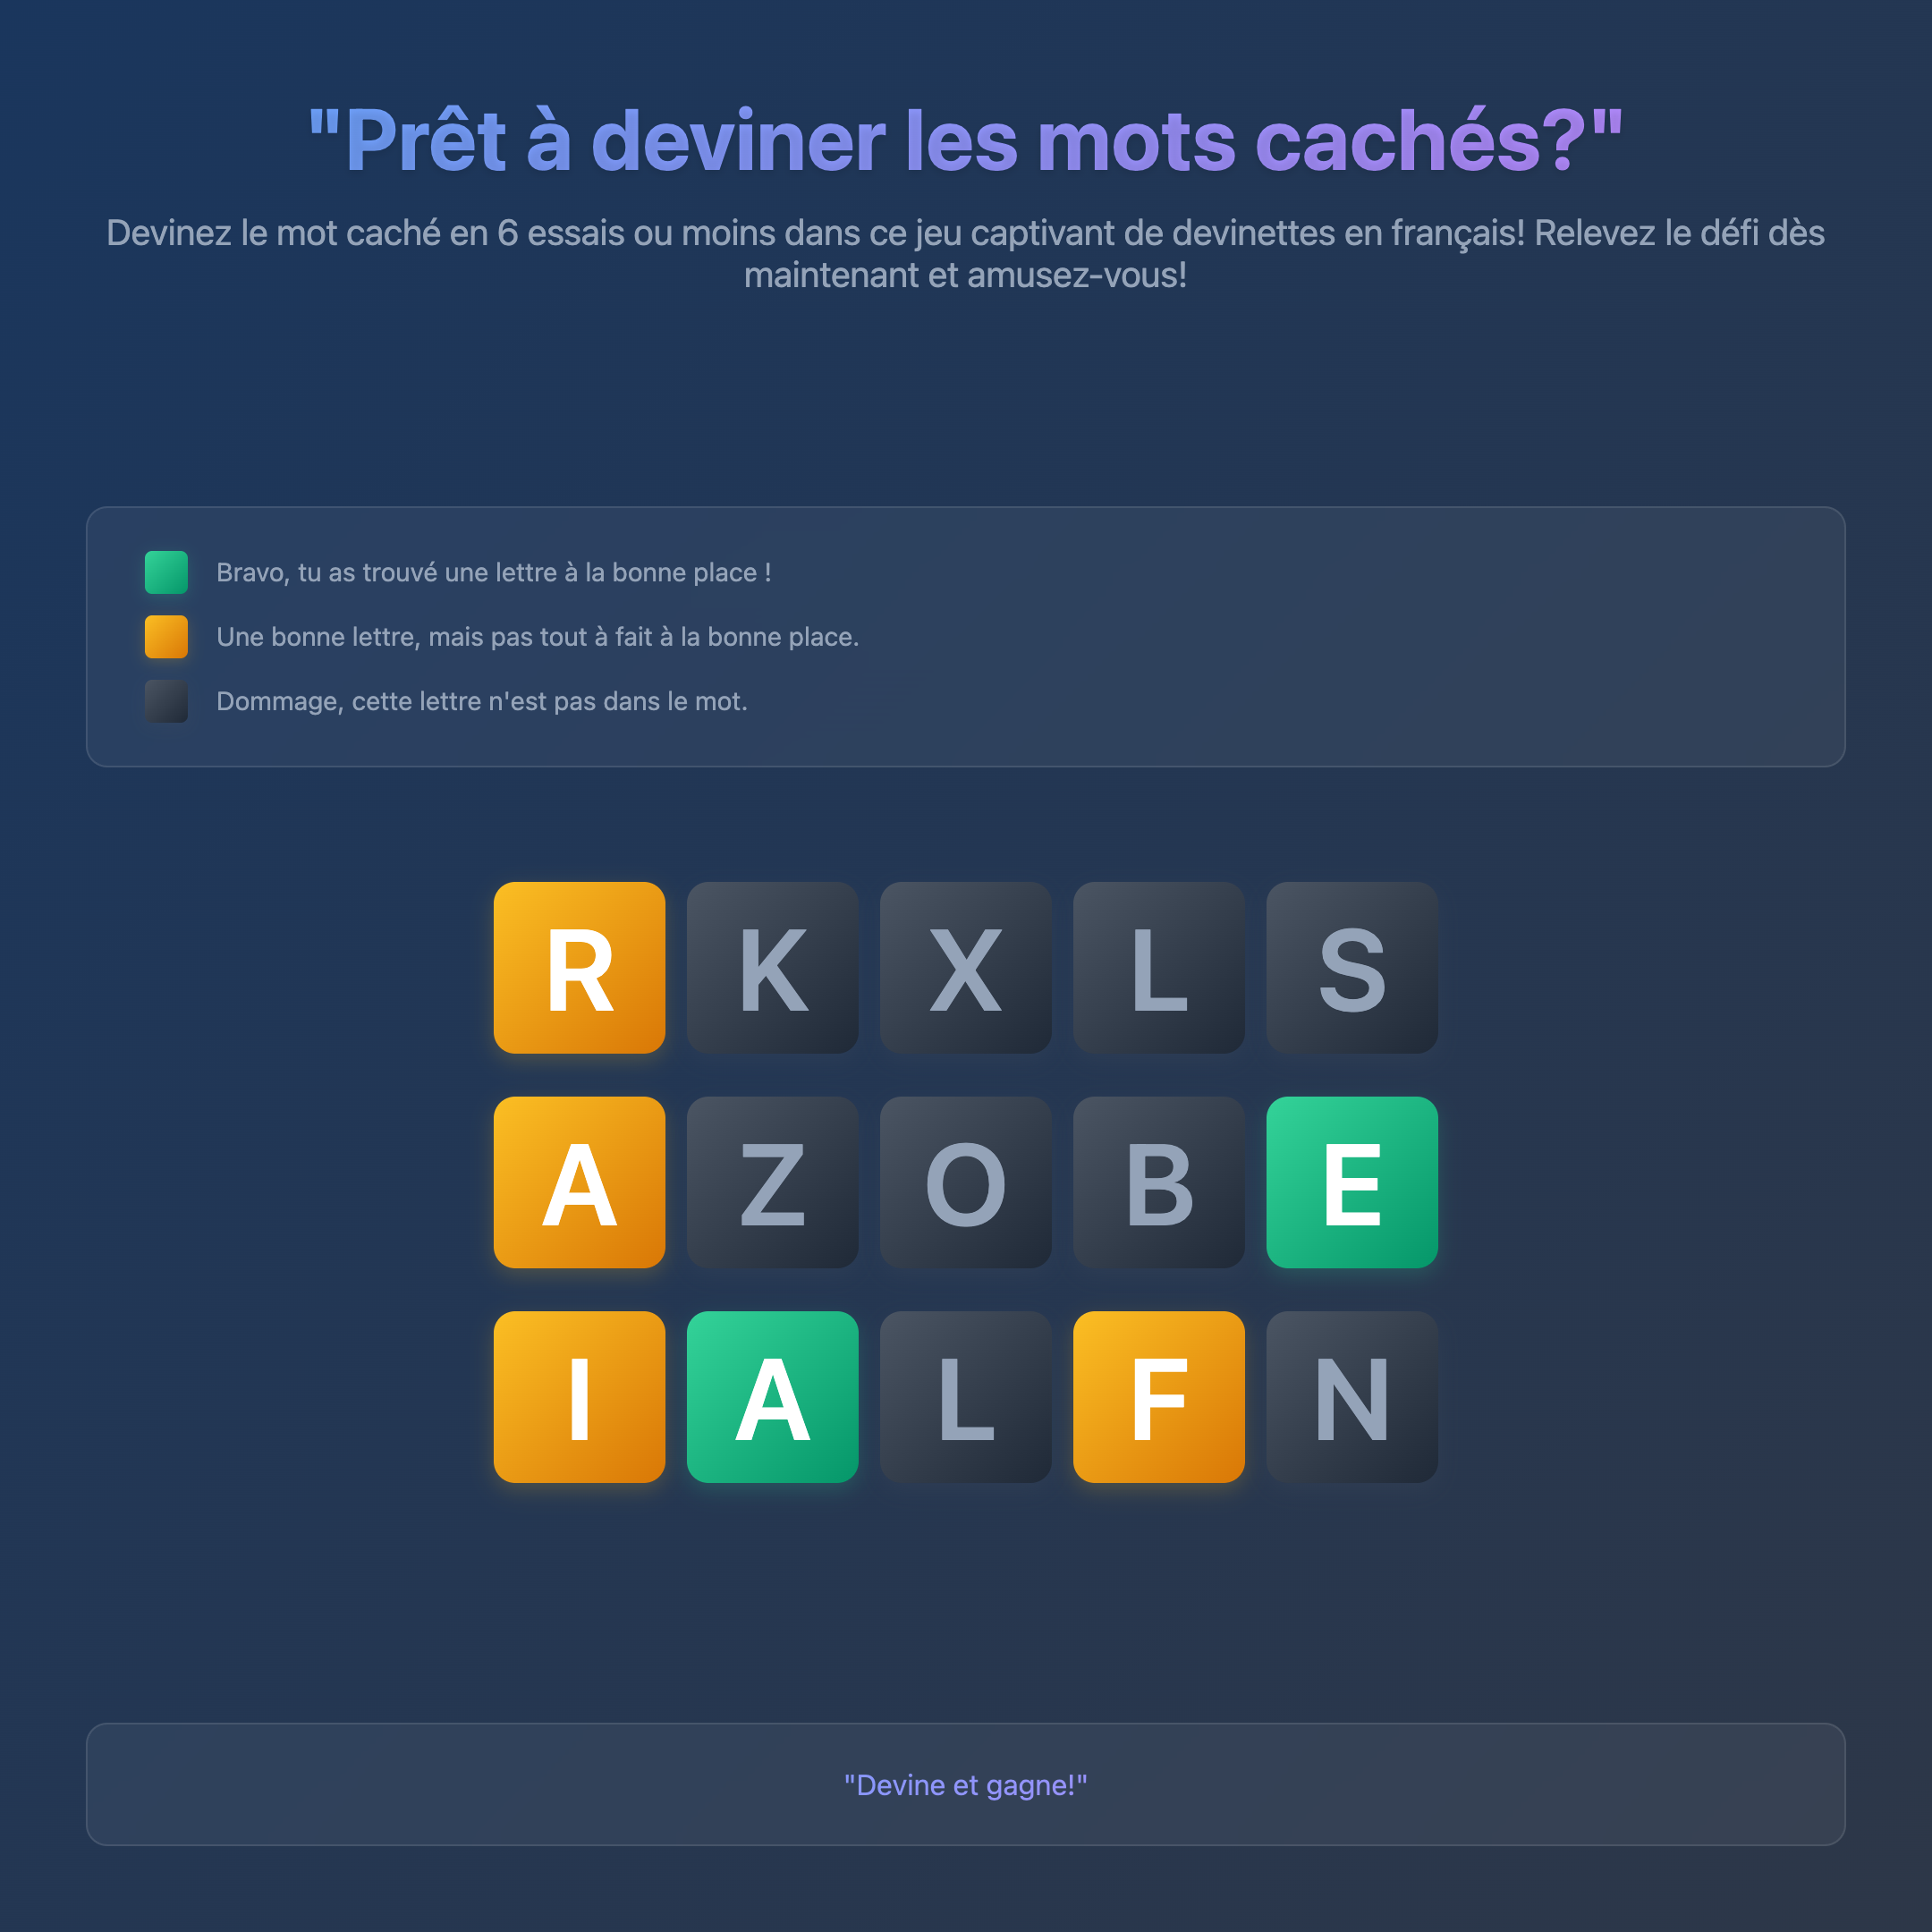 "Prêt à deviner les mots cachés?"
Devinez le mot caché en 6 essais ou moins dans ce jeu captivant de devinettes en français! Relevez le défi dès
maintenant et amusez-vous!
Bravo, tu as trouvé une lettre à la bonne place !
Une bonne lettre, mais pas tout à fait à la bonne place.
Dommage, cette lettre n'est pas dans le mot.
R K X L S
A Z O B E
I A L F N
"Devine et gagne!"